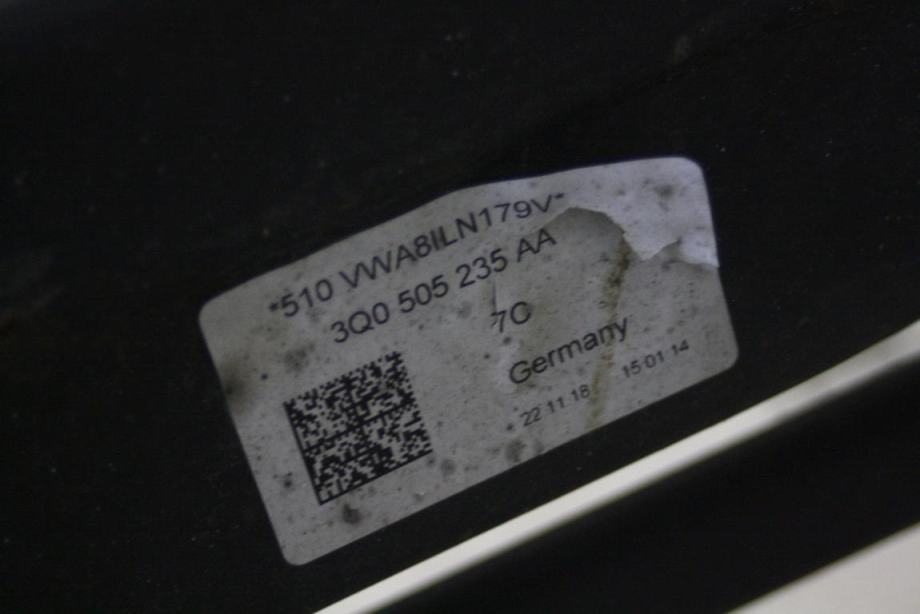 *510 VWA8ILN179V*
3Q0 505 235 AA
7C
Germany
22 11 18 15 01 14